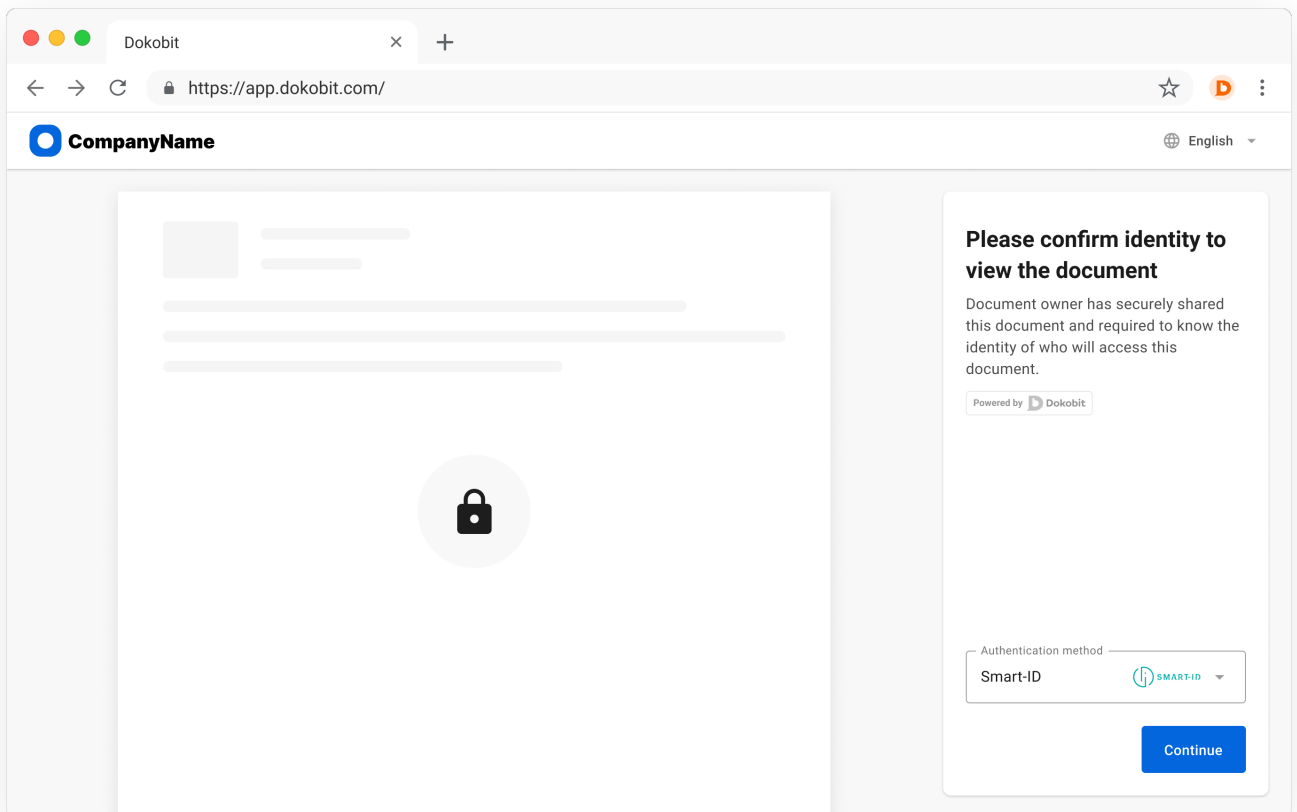 Dokobit
https://app.dokobit.com/
CompanyName
English
Please confirm identity to
view the document
Document owner has securely shared
this document and required to know the
identity of who will access this
document.
Powered by Dokobit
Authentication method
Smart-ID SMART-ID
Continue